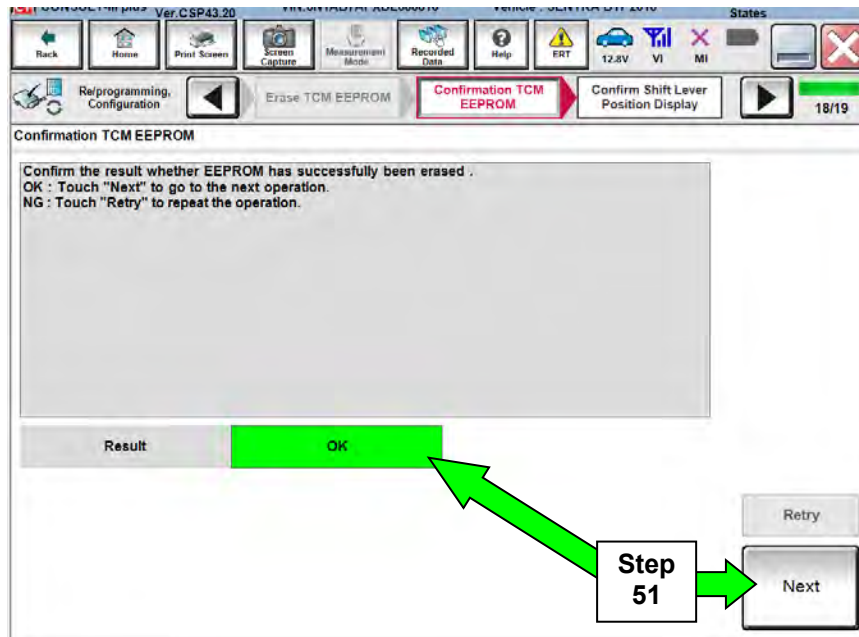 Ver.CSP43.20 States
Back Home Print Screen Screen Capture Measurement Mode Recorded Data Help ERT 12.8V VI MI
Re/programming, Configuration Erase TCM EEPROM Confirmation TCM EEPROM Confirm Shift Lever Position Display 18/19
Confirmation TCM EEPROM
Confirm the result whether EEPROM has successfully been erased .
OK : Touch "Next" to go to the next operation.
NG : Touch "Retry" to repeat the operation.
Result OK
Retry
Step
51
Next